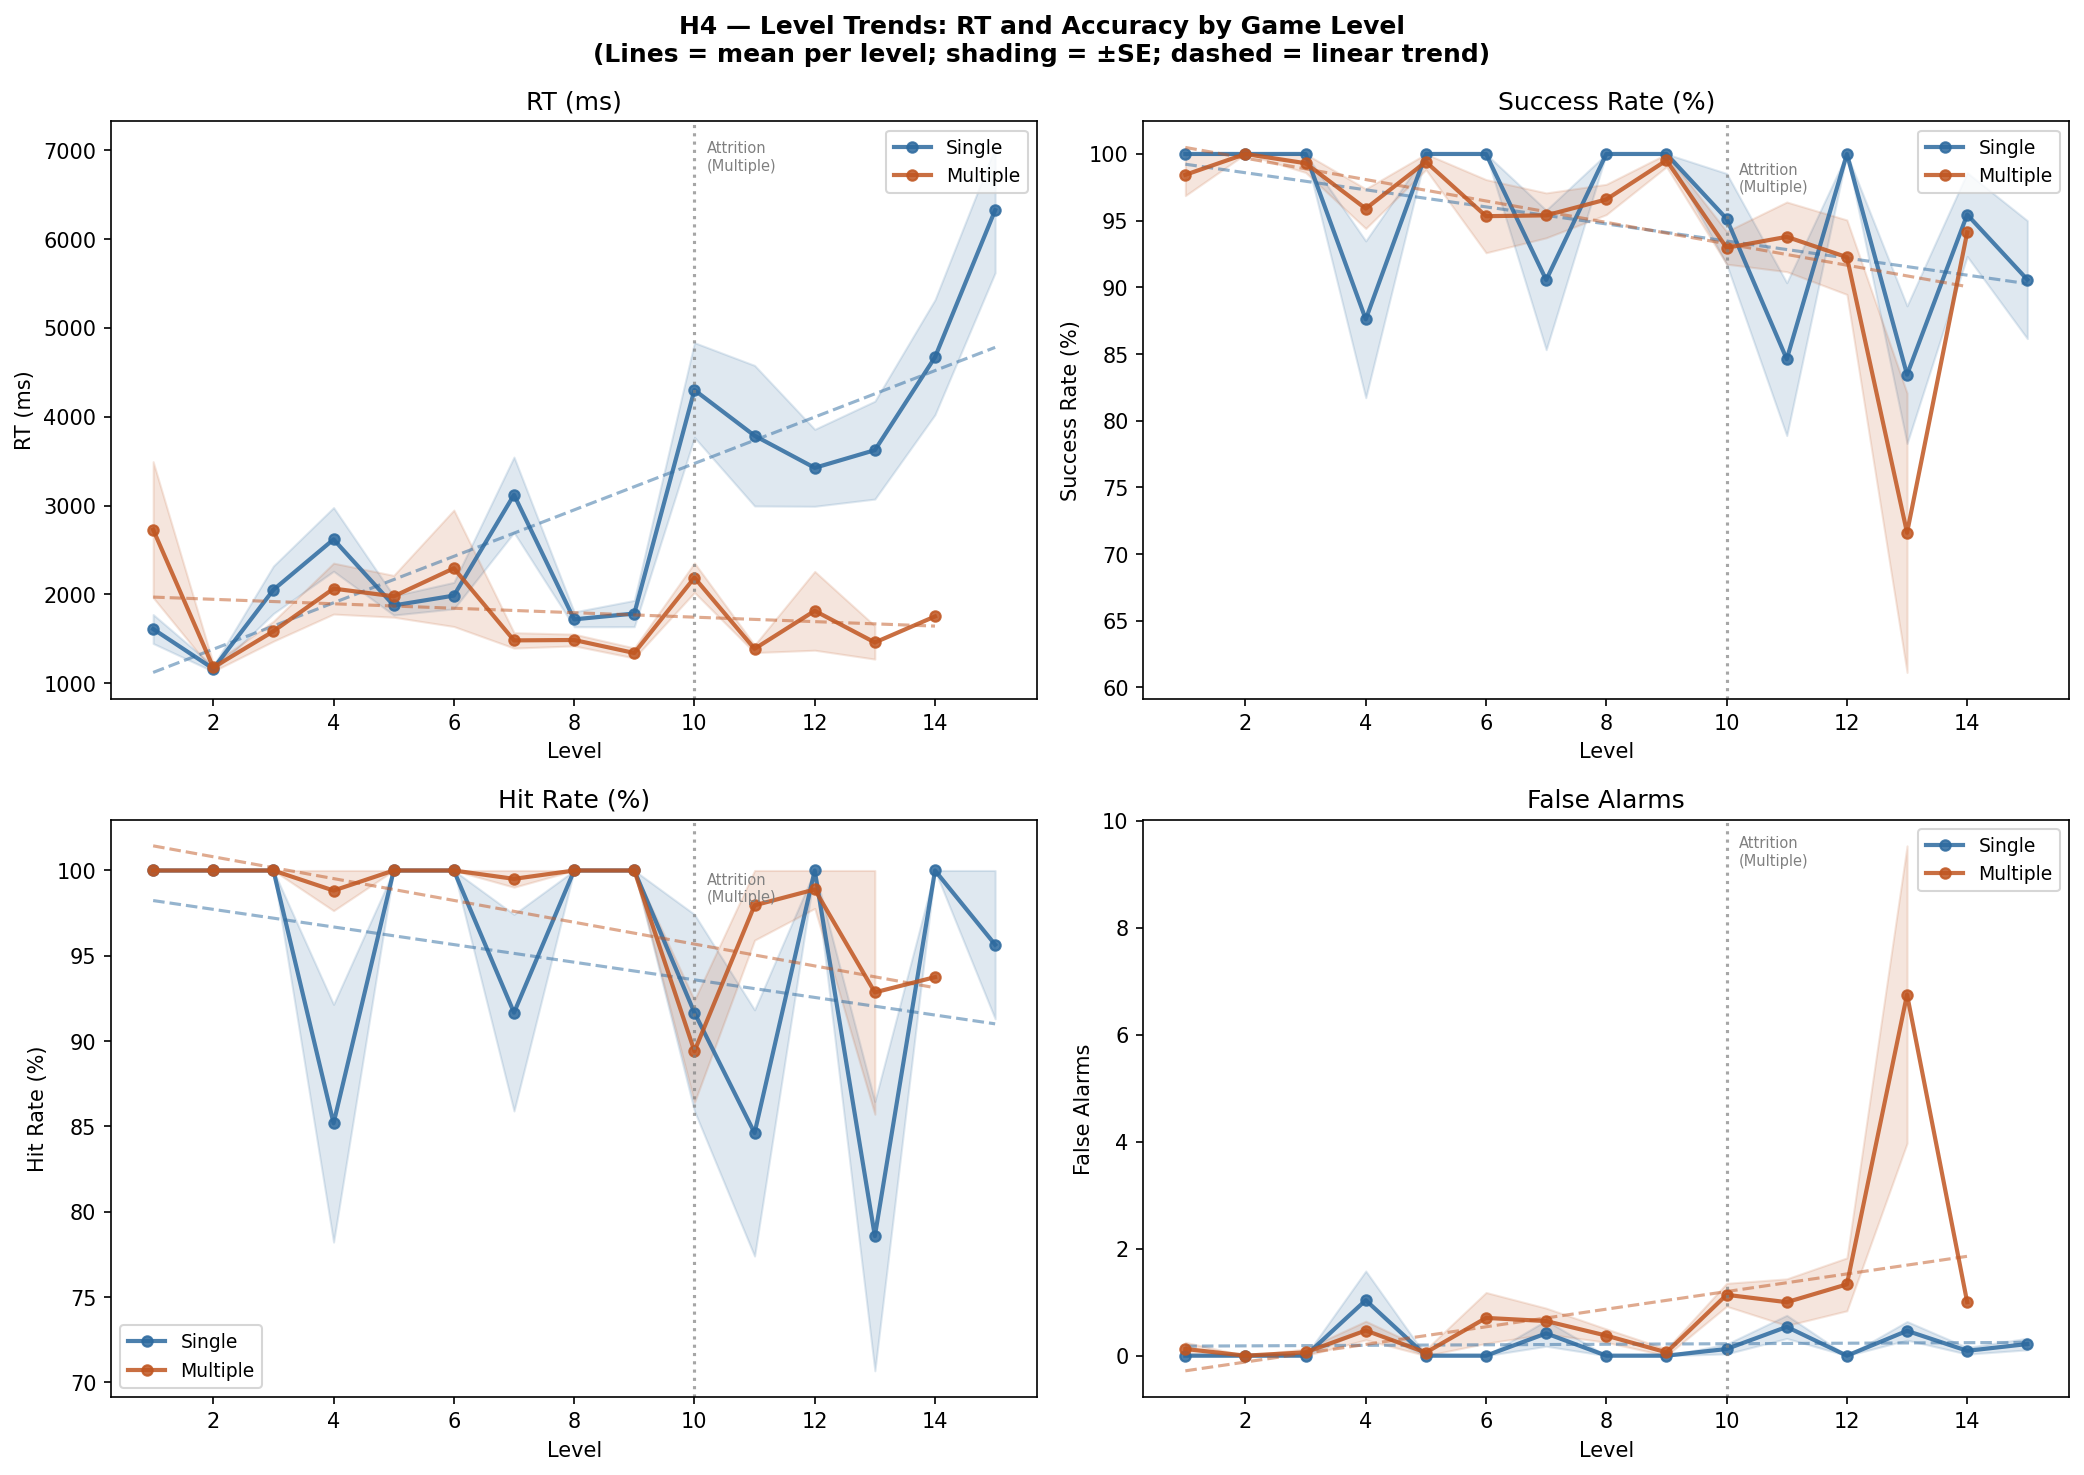 H4 — Level Trends: RT and Accuracy by Game Level
(Lines = mean per level; shading = ±SE; dashed = linear trend)
RT (ms)
RT (ms)
7000
6000
5000
4000
3000
2000
1000
Attrition
(Multiple)
Single
Multiple
2 4 6 8 10 12 14
Level
Success Rate (%)
Success Rate (%)
100
95
90
85
80
75
70
65
60
Attrition
(Multiple)
Single
Multiple
2 4 6 8 10 12 14
Level
Hit Rate (%)
Hit Rate (%)
100
95
90
85
80
75
70
Attrition
(Multiple)
Single
Multiple
2 4 6 8 10 12 14
Level
False Alarms
False Alarms
10
8
6
4
2
0
Attrition
(Multiple)
Single
Multiple
2 4 6 8 10 12 14
Level